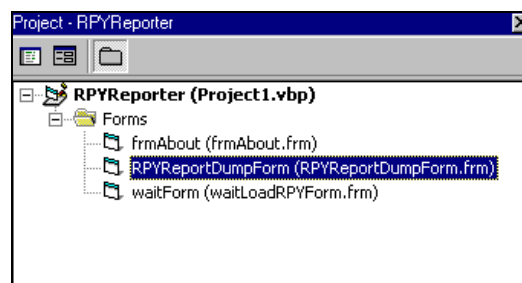 Project - RPYReporter
RPYReporter (Project1.vbp)
Forms
frmAbout (frmAbout.frm)
RPYReportDumpForm (RPYReportDumpForm.frm)
waitForm (waitLoadRPYForm.frm)